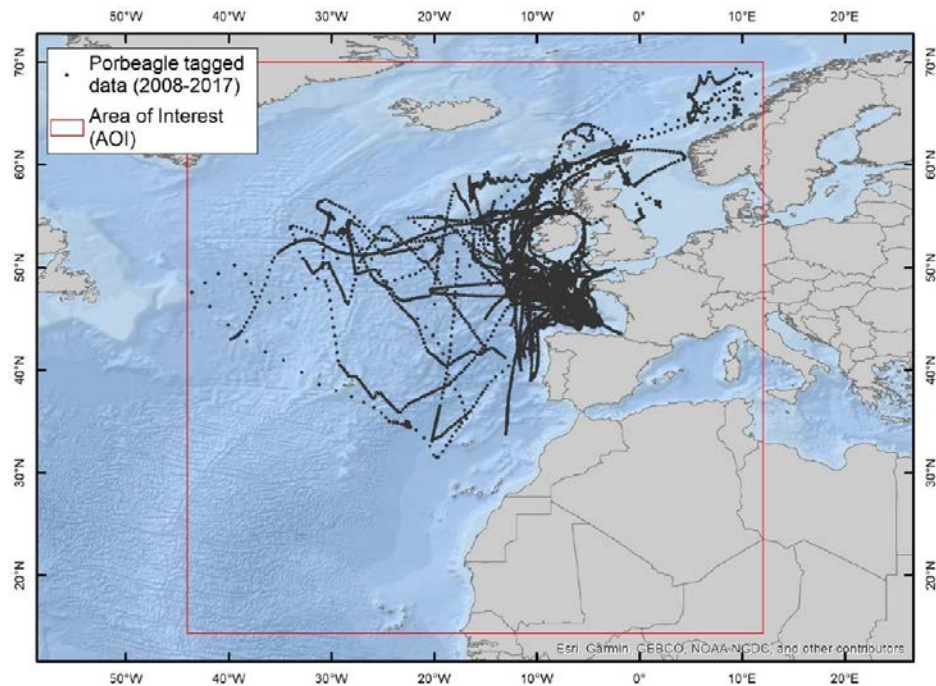 50°W 40°W 30°W 20°W 10°W 0° 10°E 20°E
Porbeagle tagged
data (2008-2017)
Area of Interest
(AOI)
70°N 70°N
60°N 60°N
50°N 50°N
40°N 40°N
30°N 30°N
20°N 20°N
Esri, Garmin, GEBCO, NOAA NGDC, and other contributors
50°W 40°W 30°W 20°W 10°W 0° 10°E 20°E